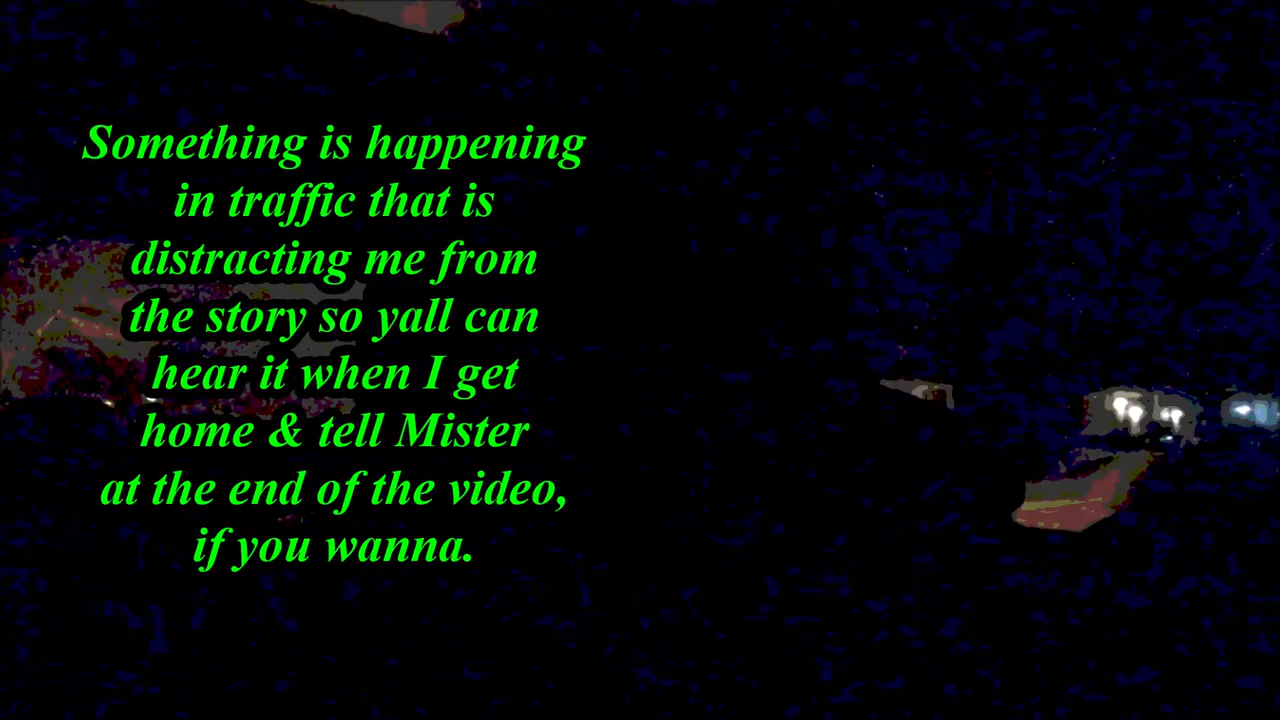 Something is happening
in traffic that is
distracting me from
the story so yall can
hear it when I get
home & tell Mister
at the end of the video,
if you wanna.